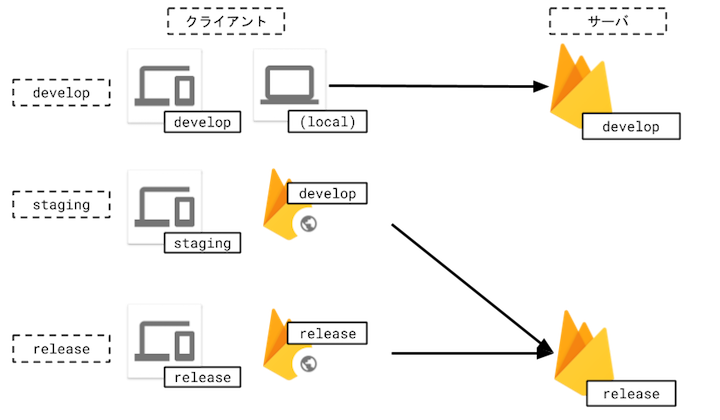 クライアント
サーバ
develop
develop
(local)
develop
staging
staging
develop
release
release
release
release